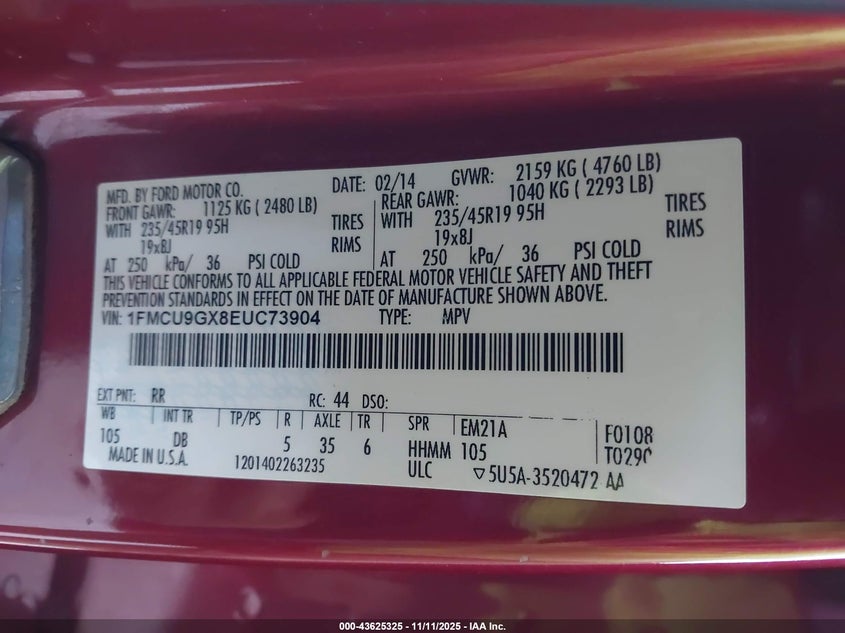 MFD. BY FORD MOTOR CO. DATE: 02/14 GVWR: 2159 KG ( 4760 LB)
FRONT GAWR: 1125 KG ( 2480 LB) REAR GAWR: 1040 KG ( 2293 LB)
WITH 235/45R19 95H TIRES WITH 235/45R19 95H TIRES
19x8J RIMS 19x8J RIMS
AT 250 kPa/ 36 PSI COLD AT 250 kPa/ 36 PSI COLD
THIS VEHICLE CONFORMS TO ALL APPLICABLE FEDERAL MOTOR VEHICLE SAFETY AND THEFT
PREVENTION STANDARDS IN EFFECT ON THE DATE OF MANUFACTURE SHOWN ABOVE.
VIN: 1FMCU9GX8EUC73904 TYPE: MPV
EXT PNT: RR RC: 44 DSO:
WB INT TR TP/PS R AXLE TR SPR EM21A F0108
105 DB 5 35 6 HHMM 105 T0290
MADE IN U.S.A. 1201402263235 ULC ▽5U5A-3520472 AA
000-43625325 - 11/11/2025 - IAA Inc.